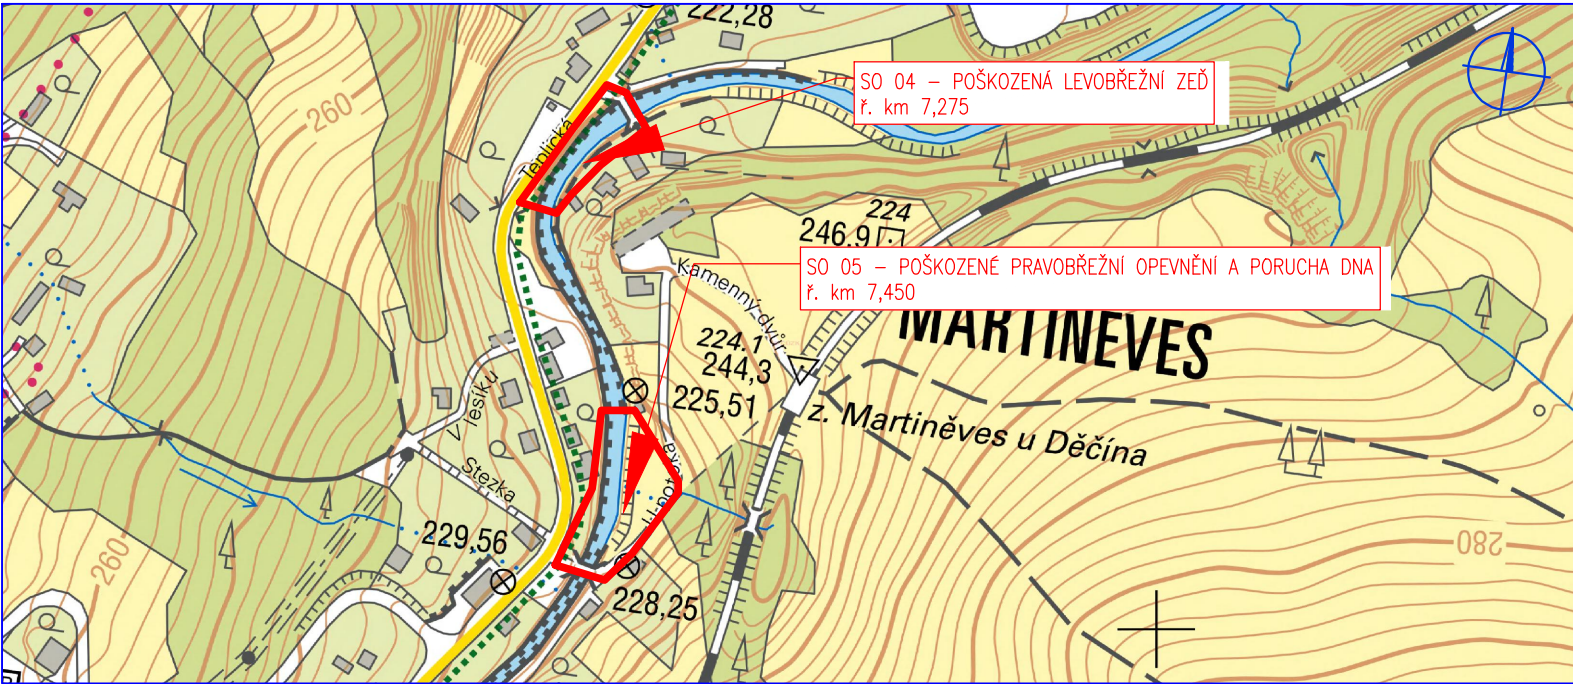 222,28
SO 04 – POŠKOZENÁ LEVOBŘEŽNÍ ZEĎ
ř. km 7,275
260
Teplická
224
246,9
SO 05 – POŠKOZENÉ PRAVOBŘEŽNÍ OPEVNĚNÍ A PORUCHA DNA
ř. km 7,450
Kamenný dvůr
MARTINĚVES
224.1
244,3
225,51
z. Martiněves u Děčína
V lesíku
Stezka
U potoka
229,56
260
280
228,25